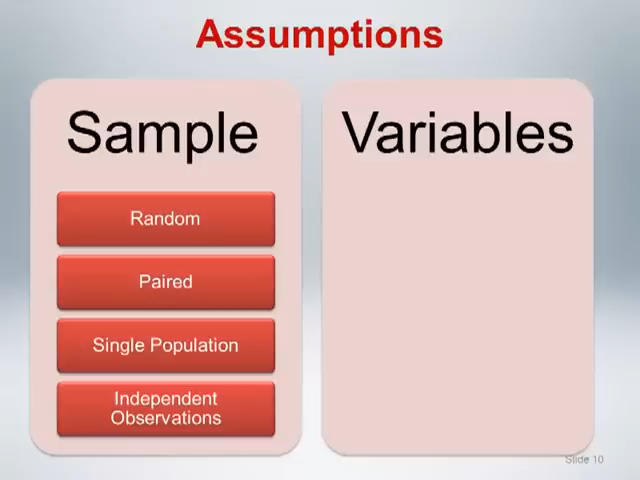 Assumptions
Sample
Random
Paired
Single Population
Independent
Observations
Variables
Slide 10